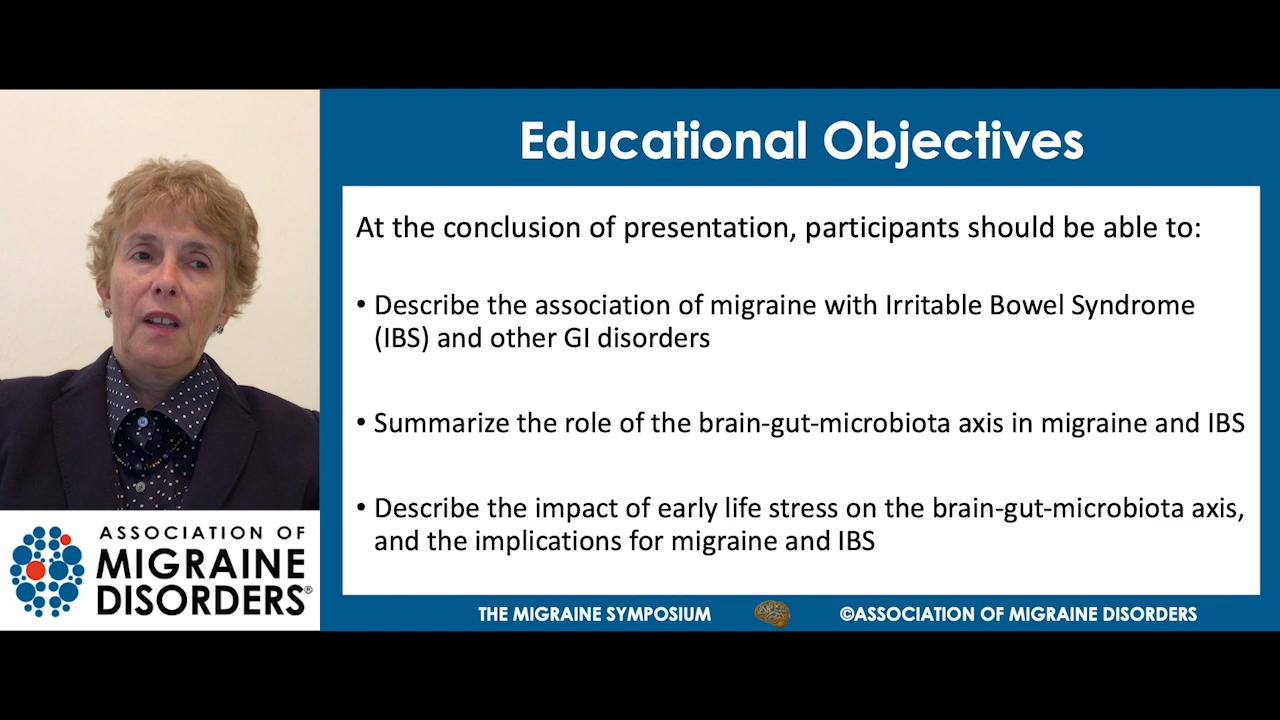 Educational Objectives
At the conclusion of presentation, participants should be able to:
• Describe the association of migraine with Irritable Bowel Syndrome
(IBS) and other GI disorders
• Summarize the role of the brain-gut-microbiota axis in migraine and IBS
• Describe the impact of early life stress on the brain-gut-microbiota axis,
and the implications for migraine and IBS
ASSOCIATION OF
MIGRAINE
DISORDERS®
THE MIGRAINE SYMPOSIUM
©ASSOCIATION OF MIGRAINE DISORDERS